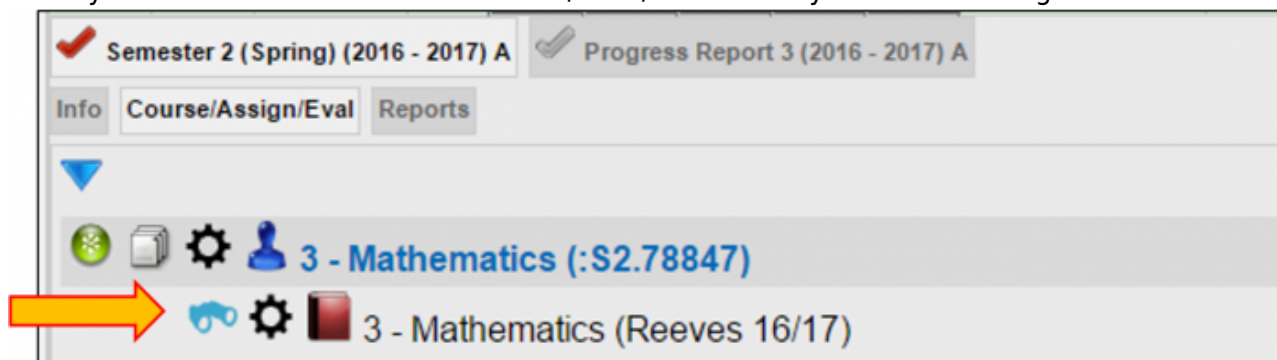 Semester 2 (Spring) (2016 - 2017) A Progress Report 3 (2016 - 2017) A
Info Course/Assign/Eval Reports
3 - Mathematics (:S2.78847)
3 - Mathematics (Reeves 16/17)